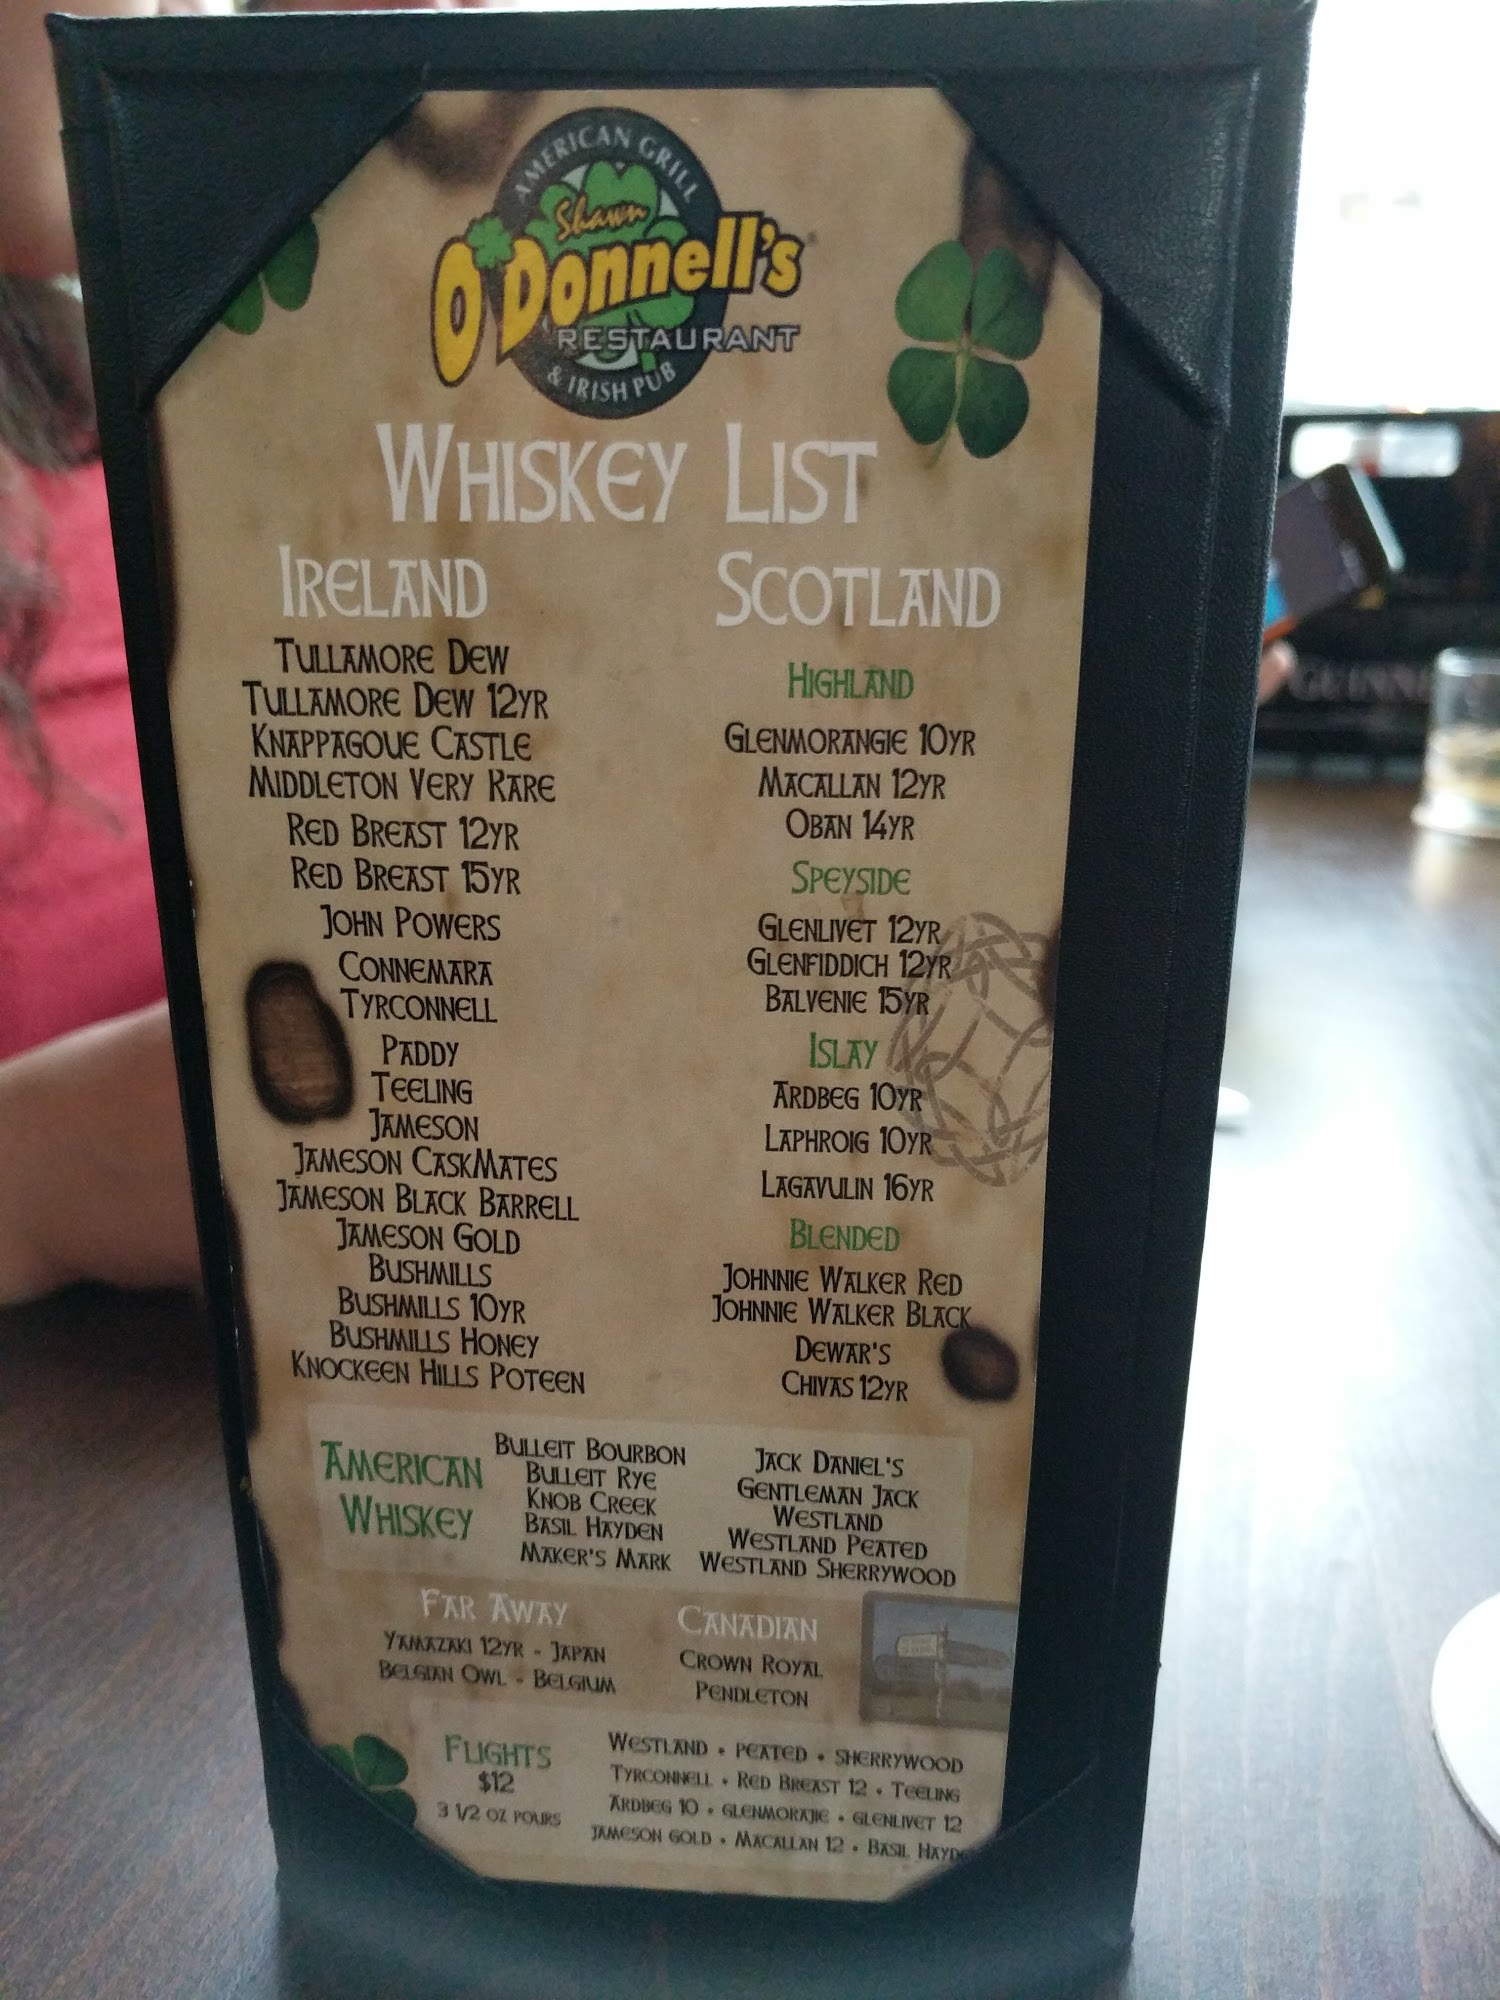 AMERICAN GRILL
Shawn
O'Donnell's
RESTAURANT
& IRISH PUB
WHISKEY LIST
IRELAND
TULLAMORE DEW
TULLAMORE DEW 12YR
KNAPPAGOUE CASTLE
MIDDLETON VERY RARE
RED BREAST 12YR
RED BREAST 15YR
JOHN POWERS
CONNEMARA
TYRCONNELL
PADDY
TEELING
JAMESON
JAMESON CASKMATES
JAMESON BLACK BARRELL
JAMESON GOLD
BUSHMILLS
BUSHMILLS 10YR
BUSHMILLS HONEY
KNOCKEEN HILLS POTEEN
SCOTLAND
HIGHLAND
GLENMORANGIE 10YR
MACALLAN 12YR
OBAN 14YR
SPEYSIDE
GLENLIVET 12YR
GLENFIDDICH 12YR
BALVENIE 15YR
ISLAY
ARDBEG 10YR
LAPHROIG 10YR
LAGAVULIN 16YR
BLENDED
JOHNNIE WALKER RED
JOHNNIE WALKER BLACK
DEWAR'S
CHIVAS 12YR
AMERICAN
WHISKEY
BULLEIT BOURBON
BULLEIT RYE
KNOB CREEK
BASIL HAYDEN
MAKER'S MARK
JACK DANIEL'S
GENTLEMAN JACK
WESTLAND
WESTLAND PEATED
WESTLAND SHERRYWOOD
FAR AWAY
YAMAZAKI 12YR - JAPAN
BELGIAN OWL - BELGIUM
CANADIAN
CROWN ROYAL
PENDLETON
FLIGHTS
$12
3 1/2 OZ POURS
WESTLAND • PEATED • SHERRYWOOD
TYRCONNELL • RED BREAST 12 • TEELING
ARDBEG 10 • GLENMORAJIE • GLENLIVET 12
JAMESON GOLD • MACALLAN 12 • BASIL